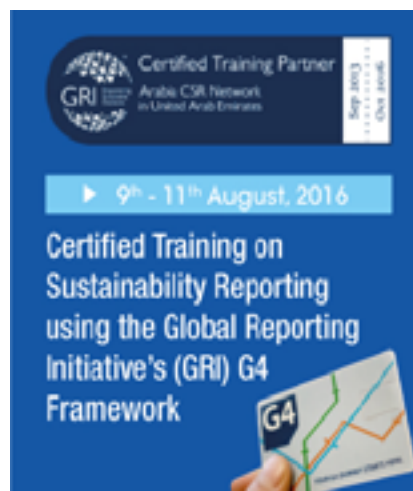 GRI
Certified Training Partner
Arabia CSR Network
in United Arab Emirates
Sep 2013
Oct 2016
9th - 11th August, 2016
Certified Training on
Sustainability Reporting
using the Global Reporting
Initiative's (GRI) G4
Framework
G4